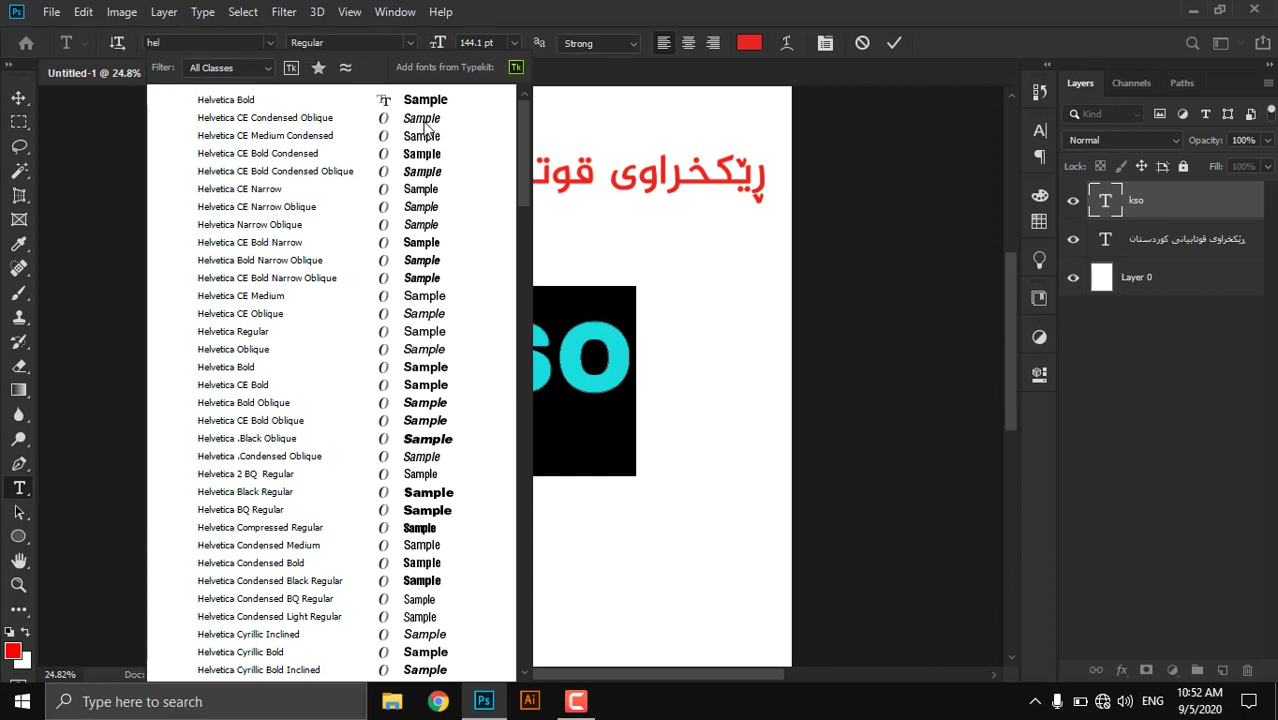 Ps File Edit Image Layer Type Select Filter 3D View Window Help
hel Regular 144.1 pt Strong
Filter: All Classes Add fonts from Typekit: Tk
Untitled-1 @ 24.8%
Helvetica Bold Sample
Helvetica CE Condensed Oblique Sample
Helvetica CE Medium Condensed Sample
Helvetica CE Bold Condensed Sample
Helvetica CE Bold Condensed Oblique Sample
Helvetica CE Narrow Sample
Helvetica CE Narrow Oblique Sample
Helvetica Narrow Oblique Sample
Helvetica CE Bold Narrow Sample
Helvetica Bold Narrow Oblique Sample
Helvetica CE Bold Narrow Oblique Sample
Helvetica CE Medium Sample
Helvetica CE Oblique Sample
Helvetica Regular Sample
Helvetica Oblique Sample
Helvetica Bold Sample
Helvetica CE Bold Sample
Helvetica Bold Oblique Sample
Helvetica CE Bold Oblique Sample
Helvetica .Black Oblique Sample
Helvetica .Condensed Oblique Sample
Helvetica 2 BQ Regular Sample
Helvetica Black Regular Sample
Helvetica BQ Regular Sample
Helvetica Compressed Regular Sample
Helvetica Condensed Medium Sample
Helvetica Condensed Bold Sample
Helvetica Condensed Black Regular Sample
Helvetica Condensed BQ Regular Sample
Helvetica Condensed Light Regular Sample
Helvetica Cyrillic Inclined Sample
Helvetica Cyrillic Bold Sample
Helvetica Cyrillic Bold Inclined Sample
ڕێکخراوی قوتا
so
Layers Channels Paths
Kind
Normal Opacity: 100%
Lock: Fill: 100%
kso
ڕێکخراوی قوتابیانی کوردستان
Layer 0
24.82% Doc:
Type here to search
Ps Ai
ENG 5:52 AM
9/5/2020